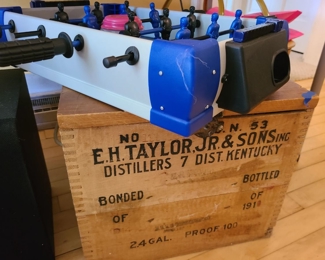 NO N. 53
E.H. TAYLOR, JR & SONS INC
DISTILLERS 7 DIST. KENTUCKY
BONDED BOTTLED
OF OF
24 GAL. PROOF 100